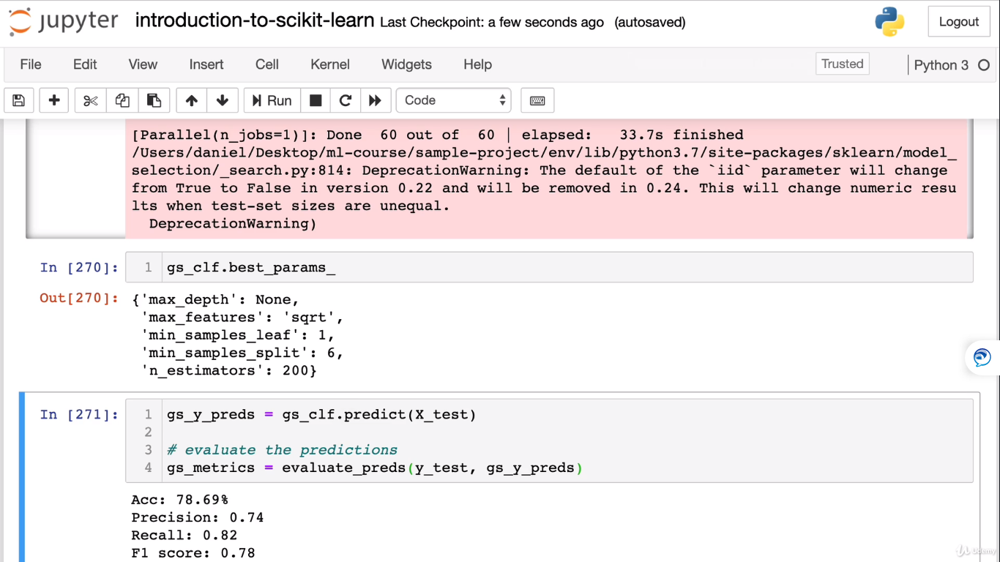 jupyter introduction-to-scikit-learn Last Checkpoint: a few seconds ago (autosaved) Logout
File Edit View Insert Cell Kernel Widgets Help Trusted Python 3
Run Code
[Parallel(n_jobs=1)]: Done  60 out of  60 | elapsed:   33.7s finished
/Users/daniel/Desktop/ml-course/sample-project/env/lib/python3.7/site-packages/sklearn/model_
selection/_search.py:814: DeprecationWarning: The default of the `iid` parameter will change
from True to False in version 0.22 and will be removed in 0.24. This will change numeric resu
lts when test-set sizes are unequal.
  DeprecationWarning)
In [270]: 1 gs_clf.best_params_
Out[270]: {'max_depth': None,
 'max_features': 'sqrt',
 'min_samples_leaf': 1,
 'min_samples_split': 6,
 'n_estimators': 200}
In [271]: 1 gs_y_preds = gs_clf.predict(X_test)
2
3 # evaluate the predictions
4 gs_metrics = evaluate_preds(y_test, gs_y_preds)
Acc: 78.69%
Precision: 0.74
Recall: 0.82
F1 score: 0.78
Udemy